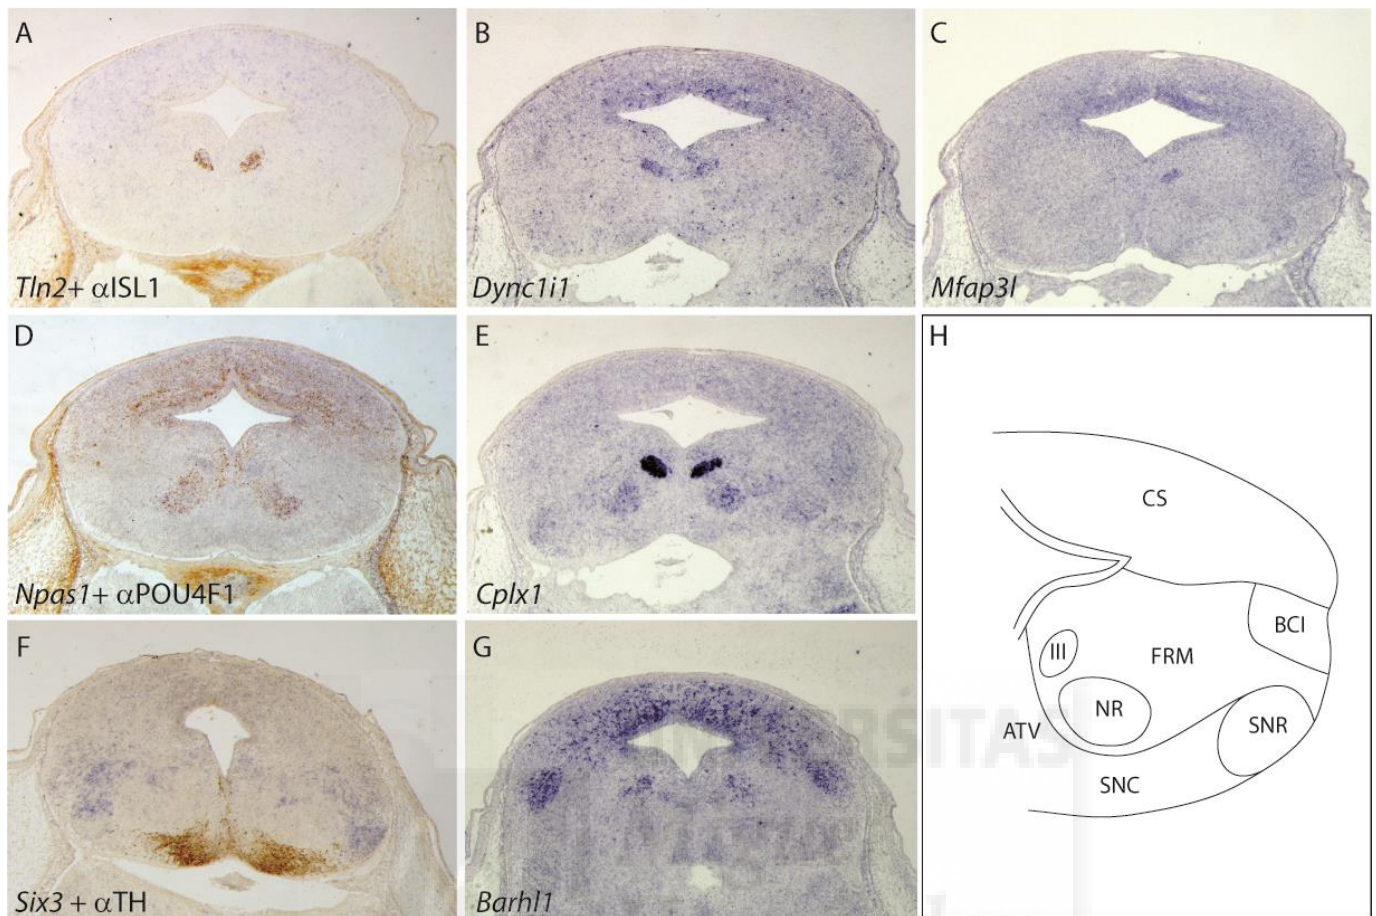 A
B
C
Tln2+ αISL1
Dync1i1
Mfap3l
D
E
H
Npas1+ αPOU4F1
Cplx1
CS
BCI
III
FRM
NR
SNR
ATV
SNC
F
G
Six3 + αTH
Barhl1